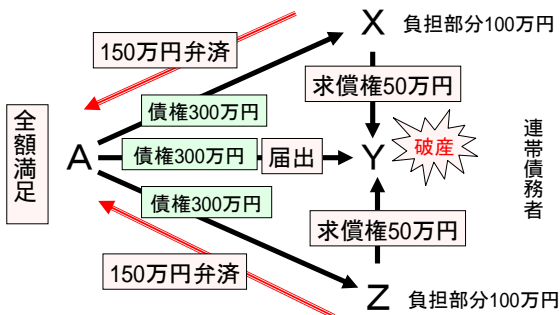 X 負担部分100万円
150万円弁済
求償権50万円
債権300万円
全額満足
A
債権300万円
届出
Y
破産
連帯債務者
債権300万円
求償権50万円
150万円弁済
Z 負担部分100万円